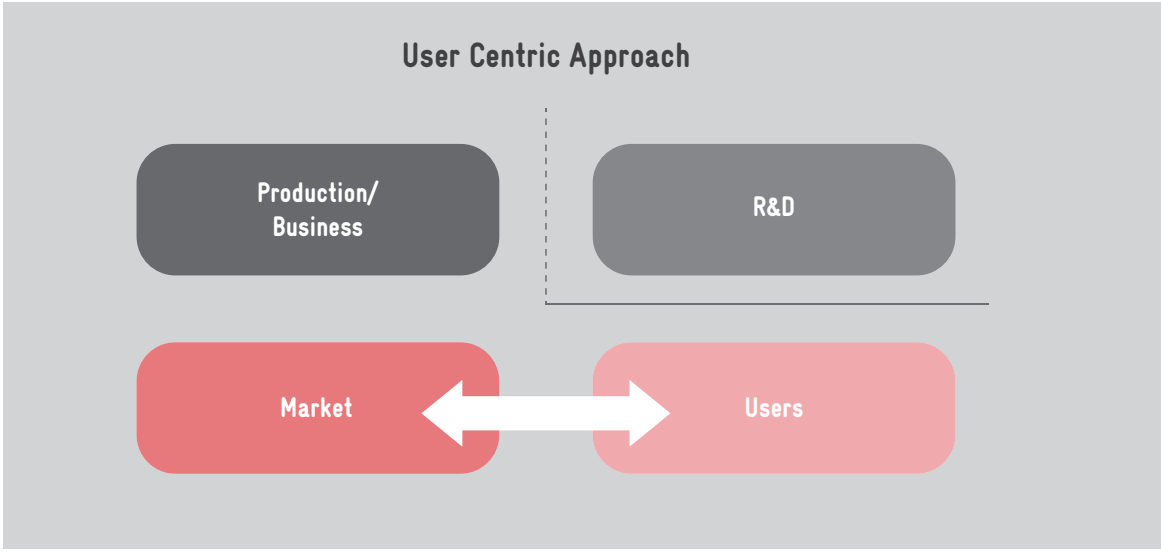 User Centric Approach
Production/
Business
R&D
Market
Users